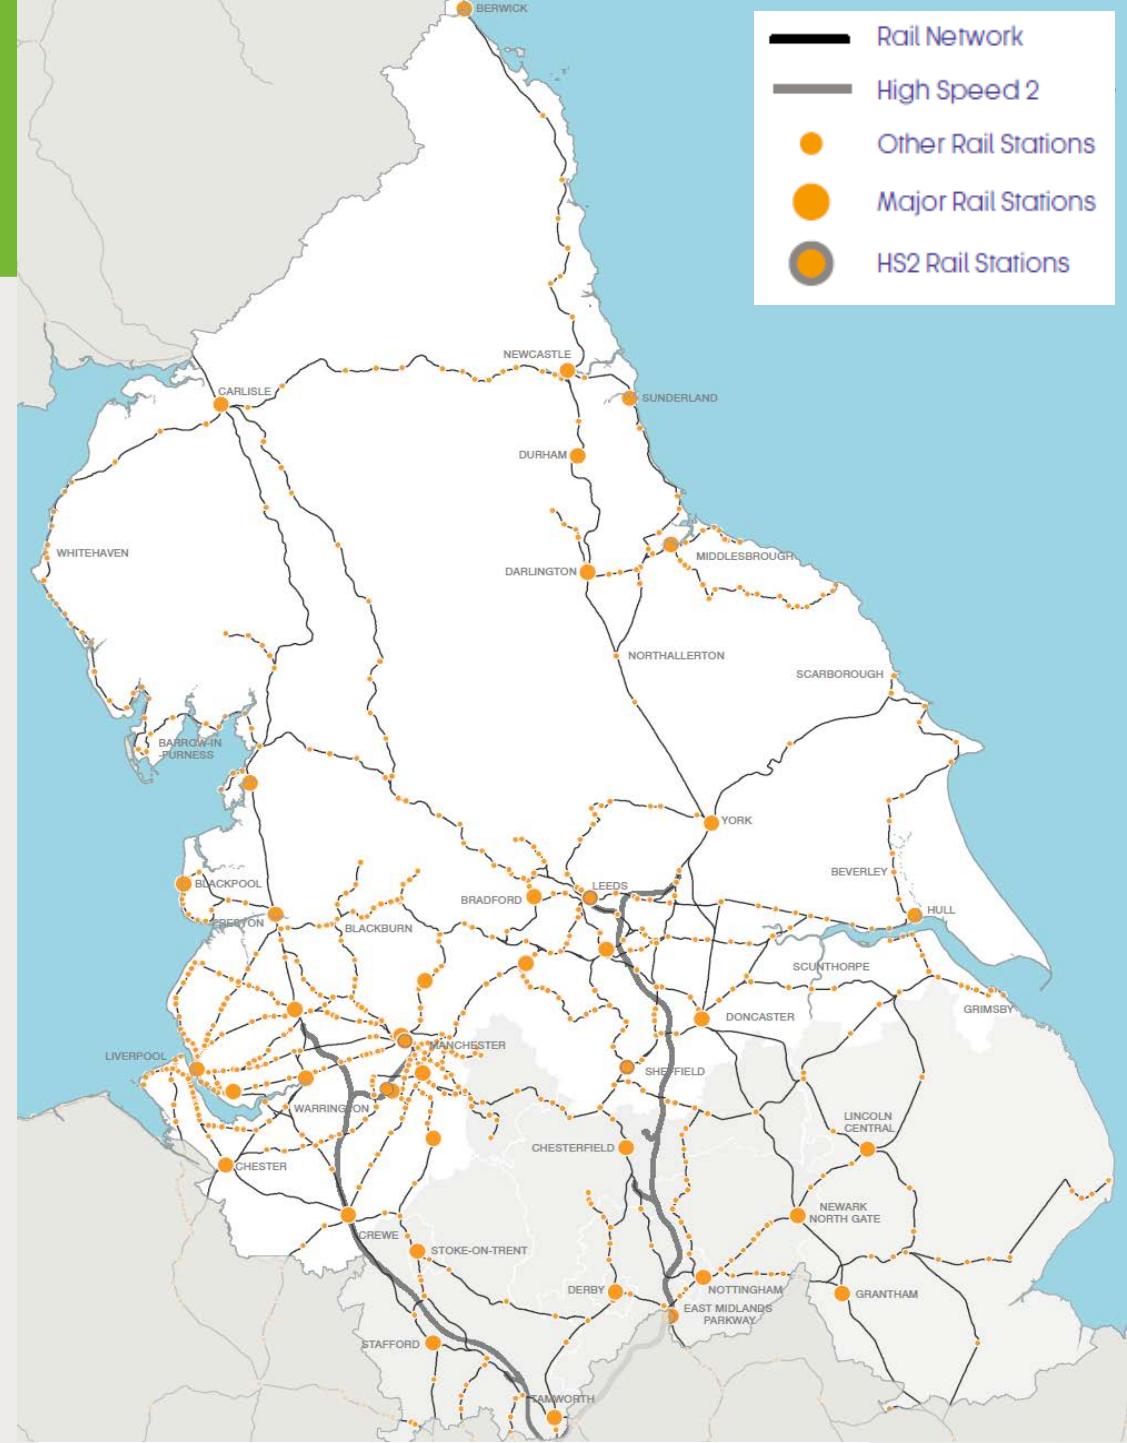 BERWICK
Rail Network
High Speed 2
Other Rail Stations
Major Rail Stations
HS2 Rail Stations
NEWCASTLE
CARLISLE
SUNDERLAND
DURHAM
WHITEHAVEN
MIDDLESBROUGH
DARLINGTON
NORTHALLERTON
SCARBOROUGH
BARROW-IN
-FURNESS
YORK
BEVERLEY
BLACKPOOL
LEEDS
BRADFORD
HULL
PRESTON
BLACKBURN
SCUNTHORPE
GRIMSBY
DONCASTER
MANCHESTER
LIVERPOOL
SHEFFIELD
WARRINGTON
LINCOLN
CENTRAL
CHESTERFIELD
CHESTER
NEWARK
NORTH GATE
CREWE
STOKE-ON-TRENT
DERBY
NOTTINGHAM
GRANTHAM
EAST MIDLANDS
PARKWAY
STAFFORD
TAMWORTH